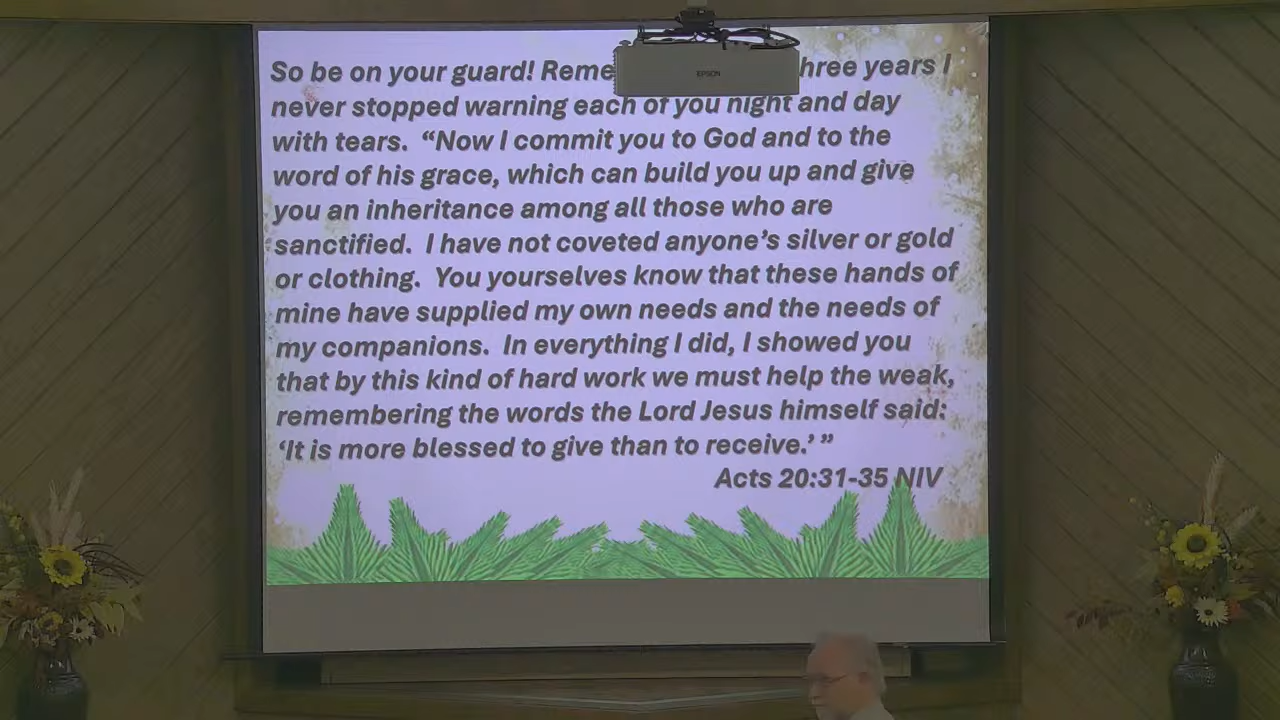 So be on your guard! Reme hree years I
EPSON
never stopped warning each of you night and day
with tears. “Now I commit you to God and to the
word of his grace, which can build you up and give
you an inheritance among all those who are
sanctified. I have not coveted anyone’s silver or gold
or clothing. You yourselves know that these hands of
mine have supplied my own needs and the needs of
my companions. In everything I did, I showed you
that by this kind of hard work we must help the weak,
remembering the words the Lord Jesus himself said:
‘It is more blessed to give than to receive.’ ”
Acts 20:31-35 NIV